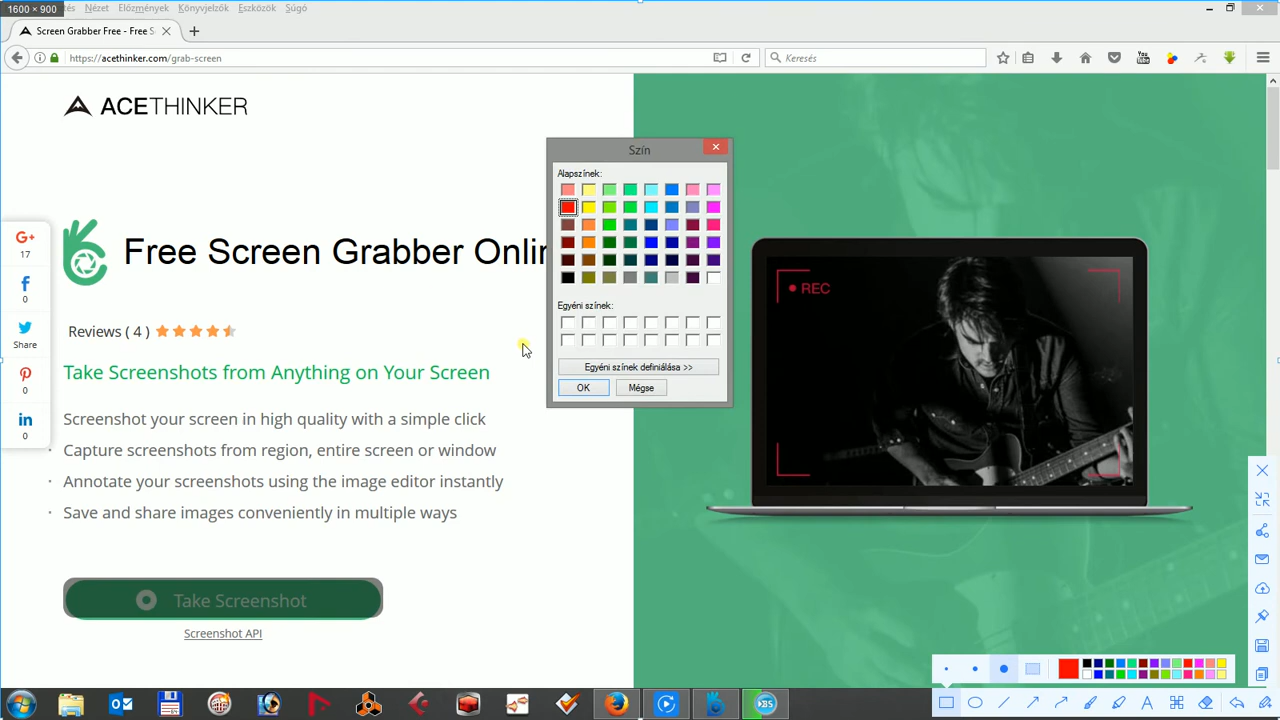 1600 × 900
tés Nézet Előzmények Könyvjelzők Eszközök Súgó
Screen Grabber Free - Free S
https://acethinker.com/grab-screen
Keresés
You Tube
ACETHINKER
Szín
Alapszínek:
Egyéni színek:
Egyéni színek definiálása >>
OK Mégse
G+
17
f
0
Share
0
in
0
Free Screen Grabber Onlin
Reviews ( 4 )
Take Screenshots from Anything on Your Screen
Screenshot your screen in high quality with a simple click
· Capture screenshots from region, entire screen or window
· Annotate your screenshots using the image editor instantly
· Save and share images conveniently in multiple ways
Take Screenshot
Screenshot API
REC
A